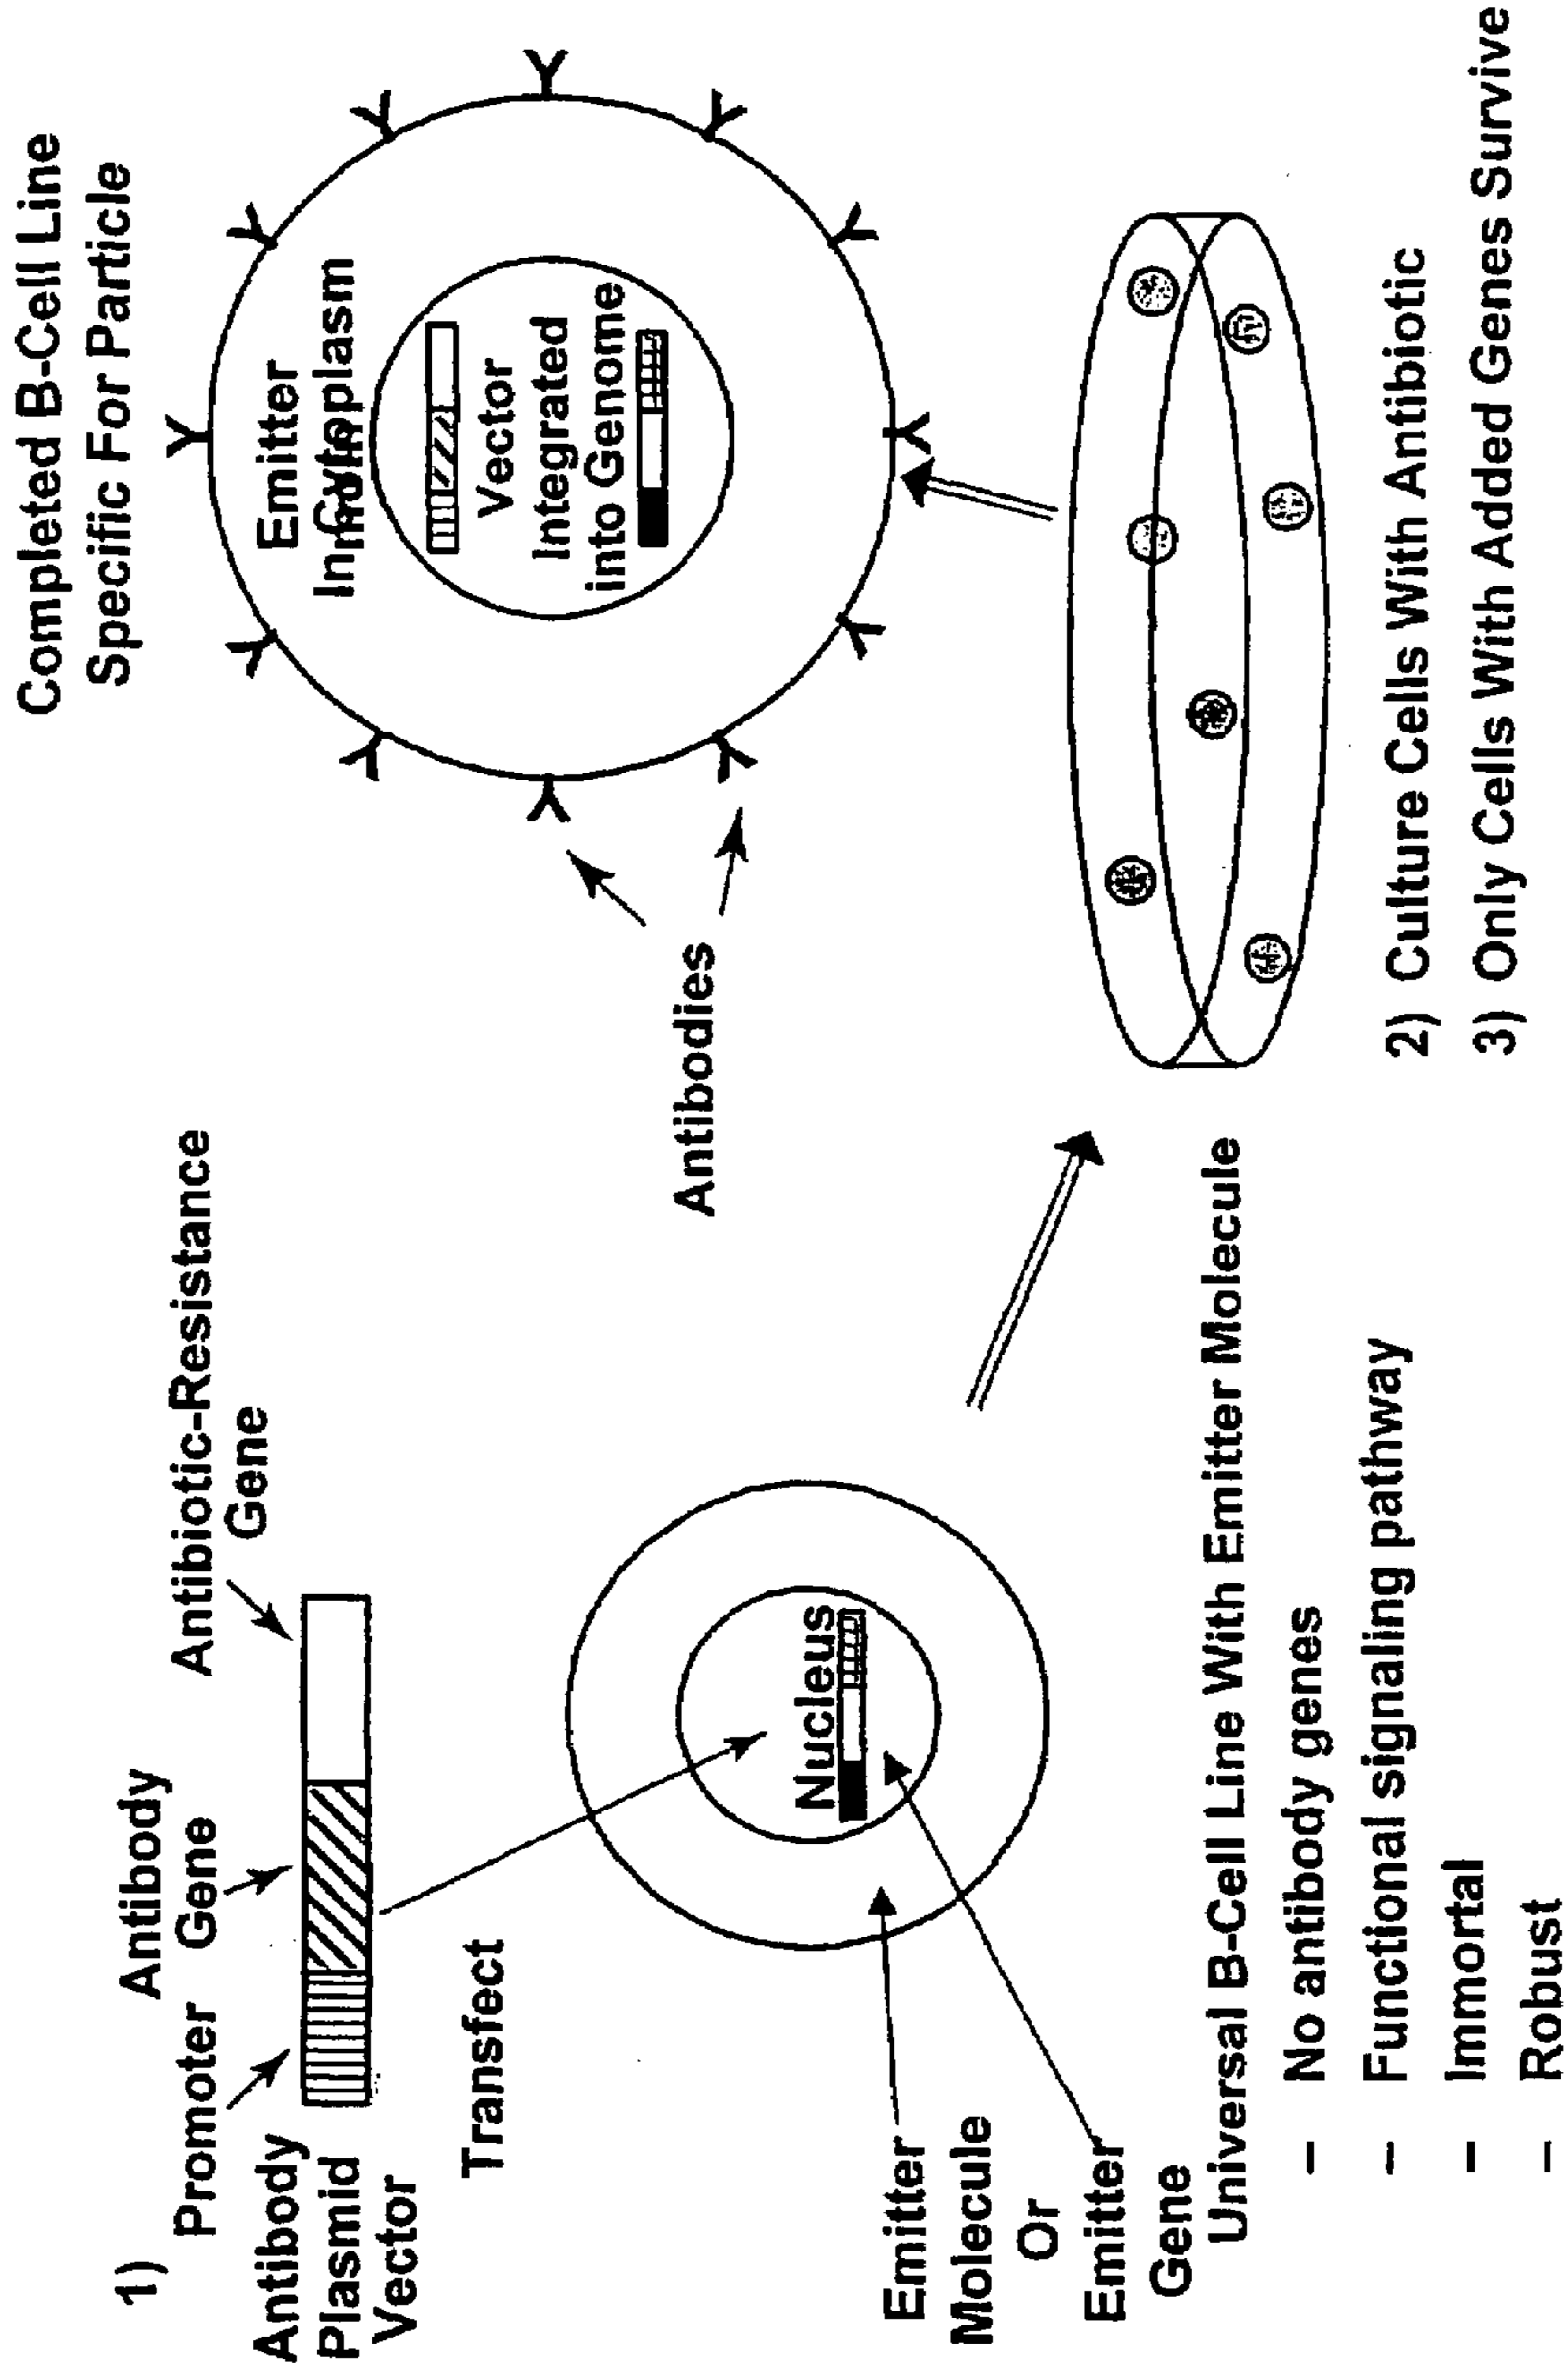 1)
Antibody
Promoter Gene
Antibiotic-Resistance
Gene
Antibody
Plasmid
Vector
Transfect
Nucleus
Emitter
Molecule
Or
Emitter
Gene
Universal B-Cell Line With Emitter Molecule
– No antibody genes
– Functional signaling pathway
– Immortal
– Robust
Antibodies
Completed B-Cell Line
Specific For Particle
Emitter
In Cytoplasm
Vector
Integrated
into Genome
2) Culture Cells With Antibiotic
3) Only Cells With Added Genes Survive